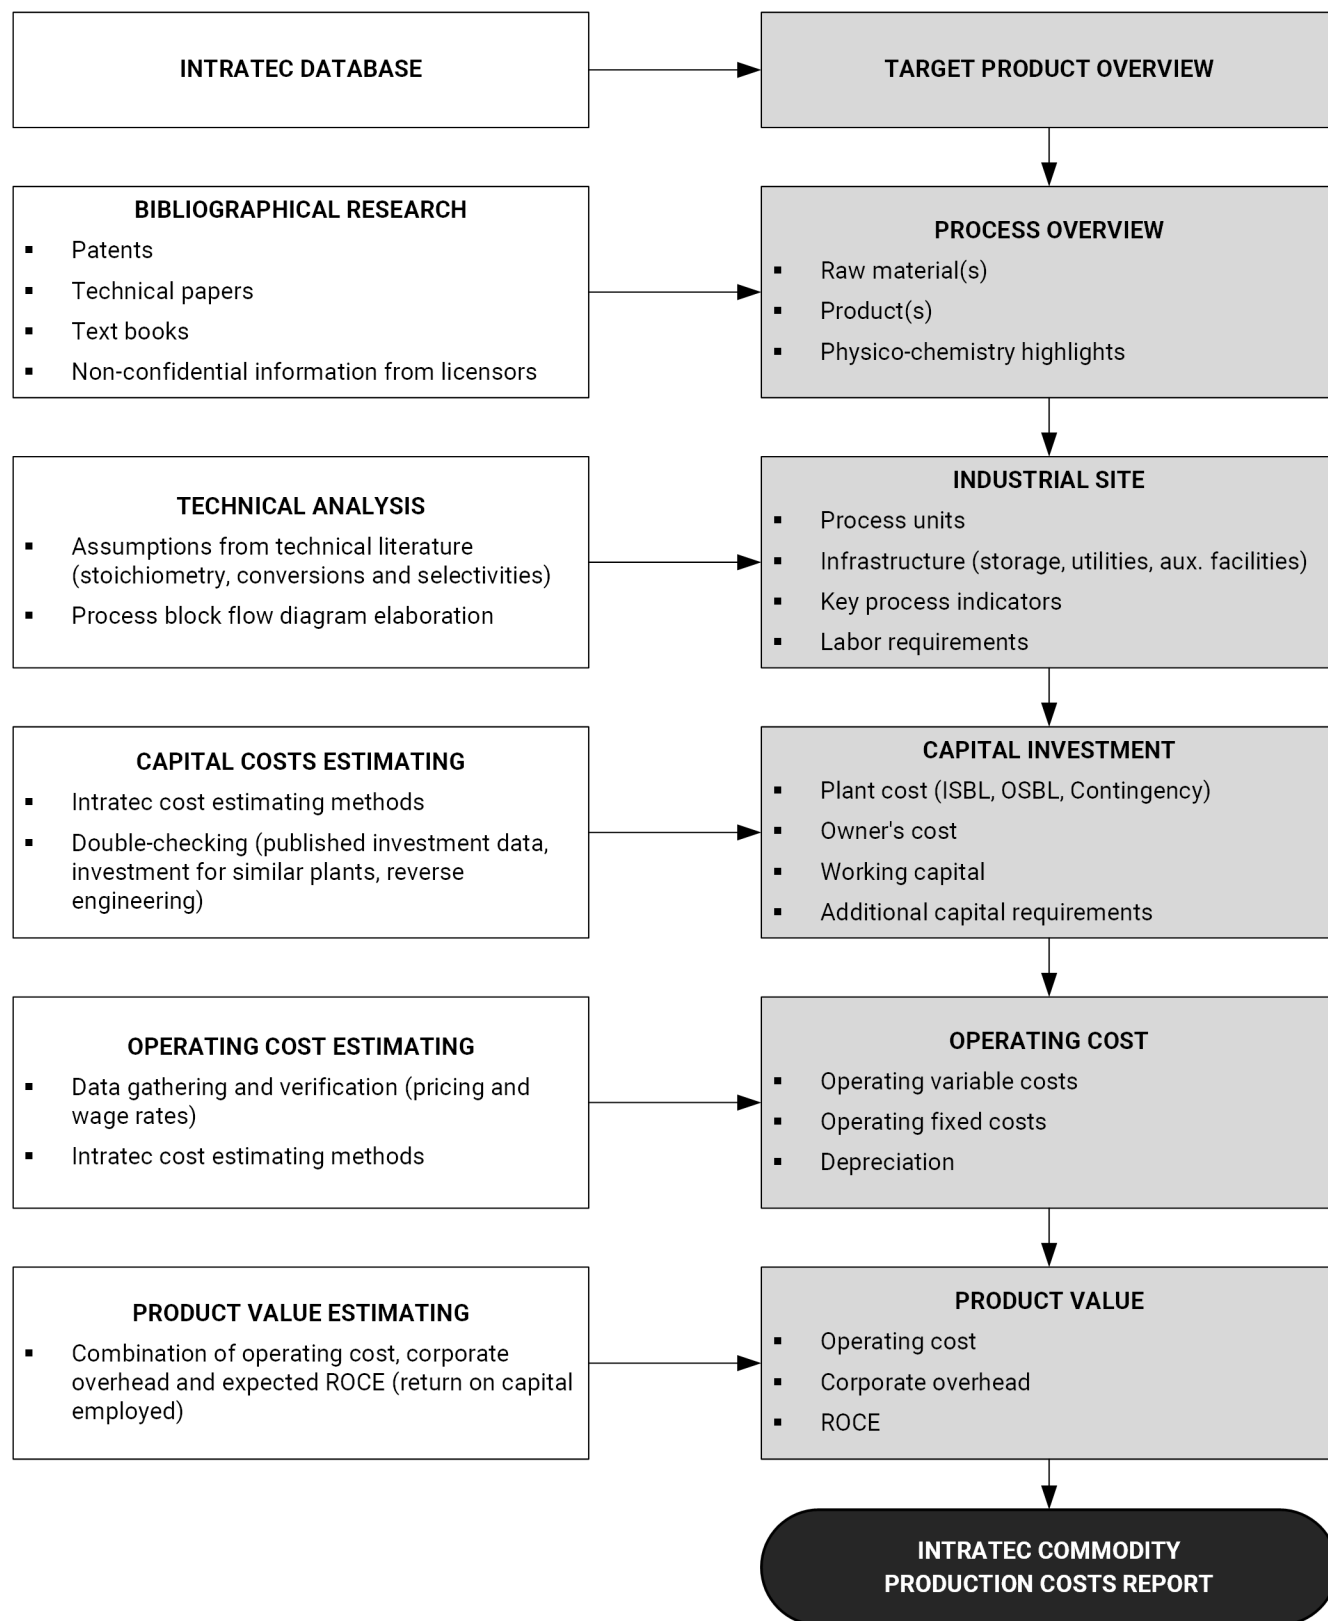 INTRATEC DATABASE
TARGET PRODUCT OVERVIEW
BIBLIOGRAPHICAL RESEARCH
▪ Patents
▪ Technical papers
▪ Text books
▪ Non-confidential information from licensors
PROCESS OVERVIEW
▪ Raw material(s)
▪ Product(s)
▪ Physico-chemistry highlights
TECHNICAL ANALYSIS
▪ Assumptions from technical literature
(stoichiometry, conversions and selectivities)
▪ Process block flow diagram elaboration
INDUSTRIAL SITE
▪ Process units
▪ Infrastructure (storage, utilities, aux. facilities)
▪ Key process indicators
▪ Labor requirements
CAPITAL COSTS ESTIMATING
▪ Intratec cost estimating methods
▪ Double-checking (published investment data,
investment for similar plants, reverse
engineering)
CAPITAL INVESTMENT
▪ Plant cost (ISBL, OSBL, Contingency)
▪ Owner's cost
▪ Working capital
▪ Additional capital requirements
OPERATING COST ESTIMATING
▪ Data gathering and verification (pricing and
wage rates)
▪ Intratec cost estimating methods
OPERATING COST
▪ Operating variable costs
▪ Operating fixed costs
▪ Depreciation
PRODUCT VALUE ESTIMATING
▪ Combination of operating cost, corporate
overhead and expected ROCE (return on capital
employed)
PRODUCT VALUE
▪ Operating cost
▪ Corporate overhead
▪ ROCE
INTRATEC COMMODITY
PRODUCTION COSTS REPORT